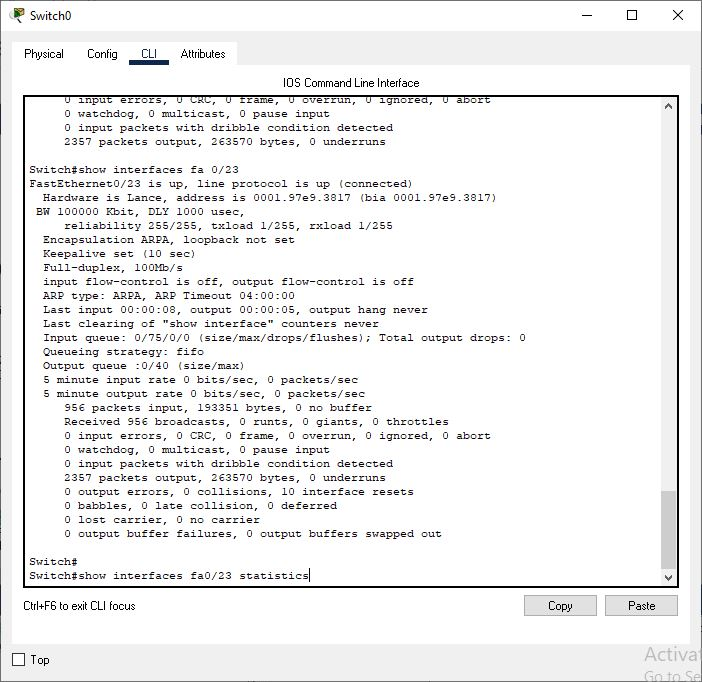 Switch0
Physical Config CLI Attributes
IOS Command Line Interface
0 input errors, 0 CRC, 0 frame, 0 overrun, 0 ignored, 0 abort
0 watchdog, 0 multicast, 0 pause input
0 input packets with dribble condition detected
2357 packets output, 263570 bytes, 0 underruns
Switch#show interfaces fa 0/23
FastEthernet0/23 is up, line protocol is up (connected)
Hardware is Lance, address is 0001.97e9.3817 (bia 0001.97e9.3817)
BW 100000 Kbit, DLY 1000 usec,
reliability 255/255, txload 1/255, rxload 1/255
Encapsulation ARPA, loopback not set
Keepalive set (10 sec)
Full-duplex, 100Mb/s
input flow-control is off, output flow-control is off
ARP type: ARPA, ARP Timeout 04:00:00
Last input 00:00:08, output 00:00:05, output hang never
Last clearing of "show interface" counters never
Input queue: 0/75/0/0 (size/max/drops/flushes); Total output drops: 0
Queueing strategy: fifo
Output queue :0/40 (size/max)
5 minute input rate 0 bits/sec, 0 packets/sec
5 minute output rate 0 bits/sec, 0 packets/sec
956 packets input, 193351 bytes, 0 no buffer
Received 956 broadcasts, 0 runts, 0 giants, 0 throttles
0 input errors, 0 CRC, 0 frame, 0 overrun, 0 ignored, 0 abort
0 watchdog, 0 multicast, 0 pause input
0 input packets with dribble condition detected
2357 packets output, 263570 bytes, 0 underruns
0 output errors, 0 collisions, 10 interface resets
0 babbles, 0 late collision, 0 deferred
0 lost carrier, 0 no carrier
0 output buffer failures, 0 output buffers swapped out
Switch#
Switch#show interfaces fa0/23 statistics
Ctrl+F6 to exit CLI focus
Copy Paste
Top
Activa
Go to Se